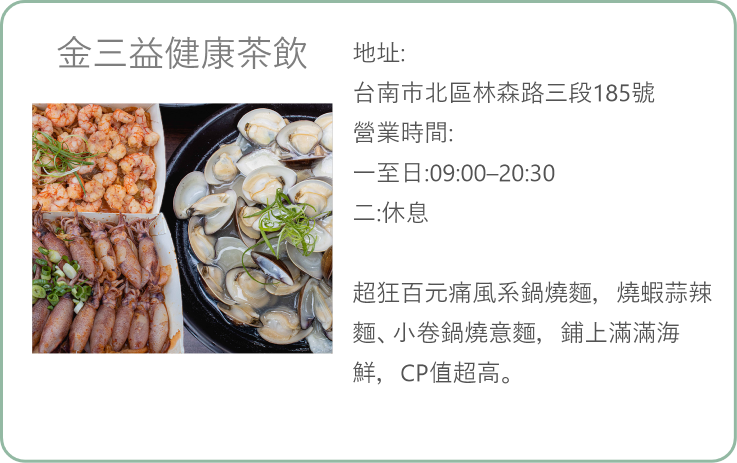 金三益健康茶飲
地址:
台南市北區林森路三段185號
營業時間:
一至日:09:00–20:30
二:休息
超狂百元痛風系鍋燒麵，燒蝦蒜辣
麵、小卷鍋燒意麵，鋪上滿滿海
鮮，CP值超高。